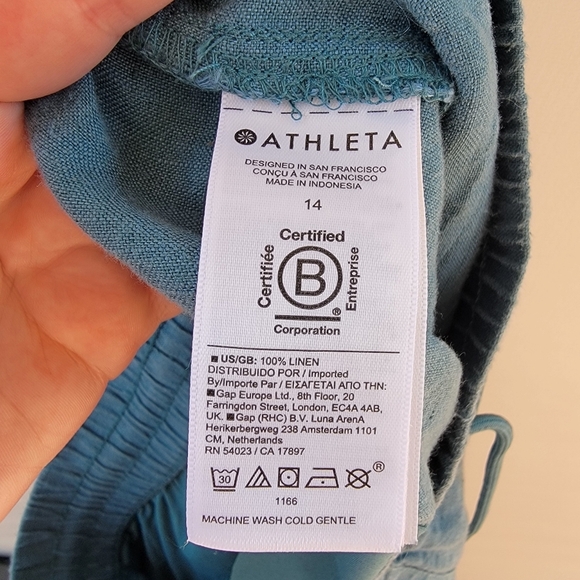 ATHLETA
DESIGNED IN SAN FRANCISCO
CONÇU À SAN FRANCISCO
MADE IN INDONESIA
14
Certified
Certifiée
B
Entreprise
®
Corporation
US/GB: 100% LINEN
DISTRIBUIDO POR / Imported
By/Importe Par / ΕΙΣΑΓΕΤΑΙ ΑΠΟ ΤΗΝ:
Gap Europe Ltd., 8th Floor, 20
Farringdon Street, London, EC4A 4AB,
UK. Gap (RHC) B.V. Luna ArenA
Herikerbergweg 238 Amsterdam 1101
CM, Netherlands
RN 54023 / CA 17897
30 ®
1166
MACHINE WASH COLD GENTLE